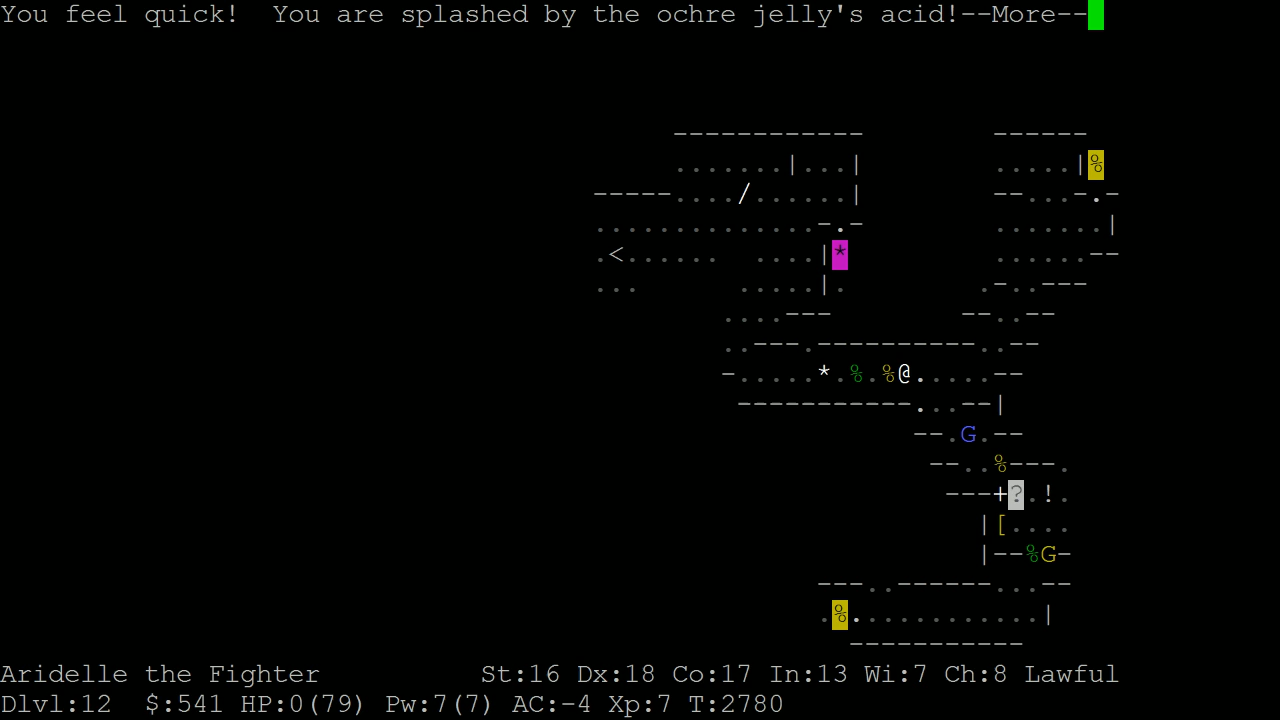 You feel quick!  You are splashed by the ochre jelly's acid!--More--
------------ ------
.......|...| .....|%
-----..../......| --...-.-
..............-.- .......|
.<...... ....|* ......--
... .....|. .-..---
....--- --..--
..---.---------- ..--
-.....*.%.%@.....--
-----------...--|
--.G.--
--..%---.
---+?.!.
|[....
|--%G-
---..------...--
.%............|
-----------
Aridelle the Fighter St:16 Dx:18 Co:17 In:13 Wi:7 Ch:8 Lawful
Dlvl:12 $:541 HP:0(79) Pw:7(7) AC:-4 Xp:7 T:2780